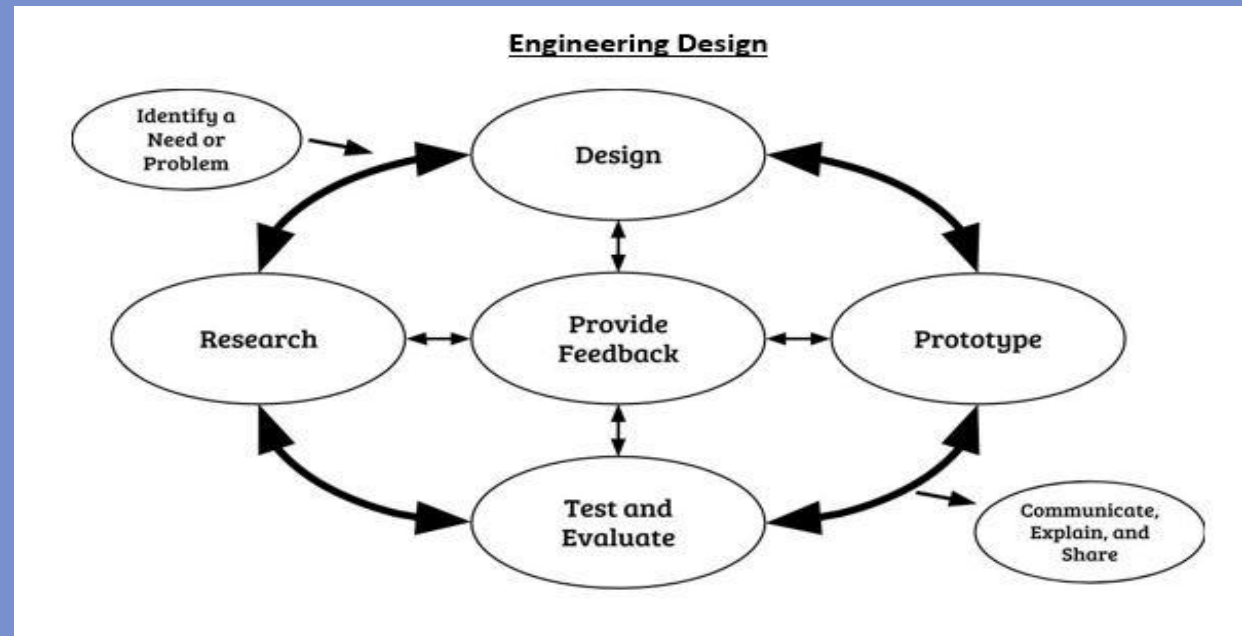 Engineering Design
Identify a
Need or
Problem
Design
Research
Provide
Feedback
Prototype
Test and
Evaluate
Communicate,
Explain, and
Share